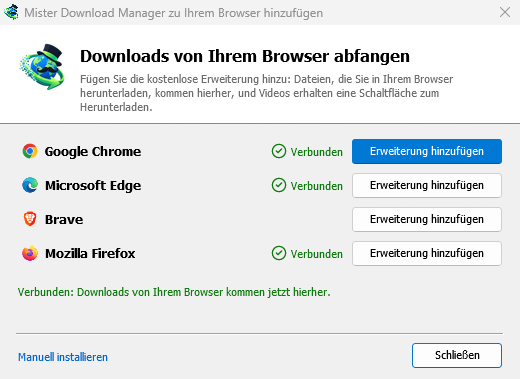 Mister Download Manager zu Ihrem Browser hinzufügen
Downloads von Ihrem Browser abfangen
Fügen Sie die kostenlose Erweiterung hinzu: Dateien, die Sie in Ihrem Browser
herunterladen, kommen hierher, und Videos erhalten eine Schaltfläche zum
Herunterladen.
Google Chrome Verbunden Erweiterung hinzufügen
Microsoft Edge Verbunden Erweiterung hinzufügen
Brave Erweiterung hinzufügen
Mozilla Firefox Verbunden Erweiterung hinzufügen
Verbunden: Downloads von Ihrem Browser kommen jetzt hierher.
Manuell installieren Schließen